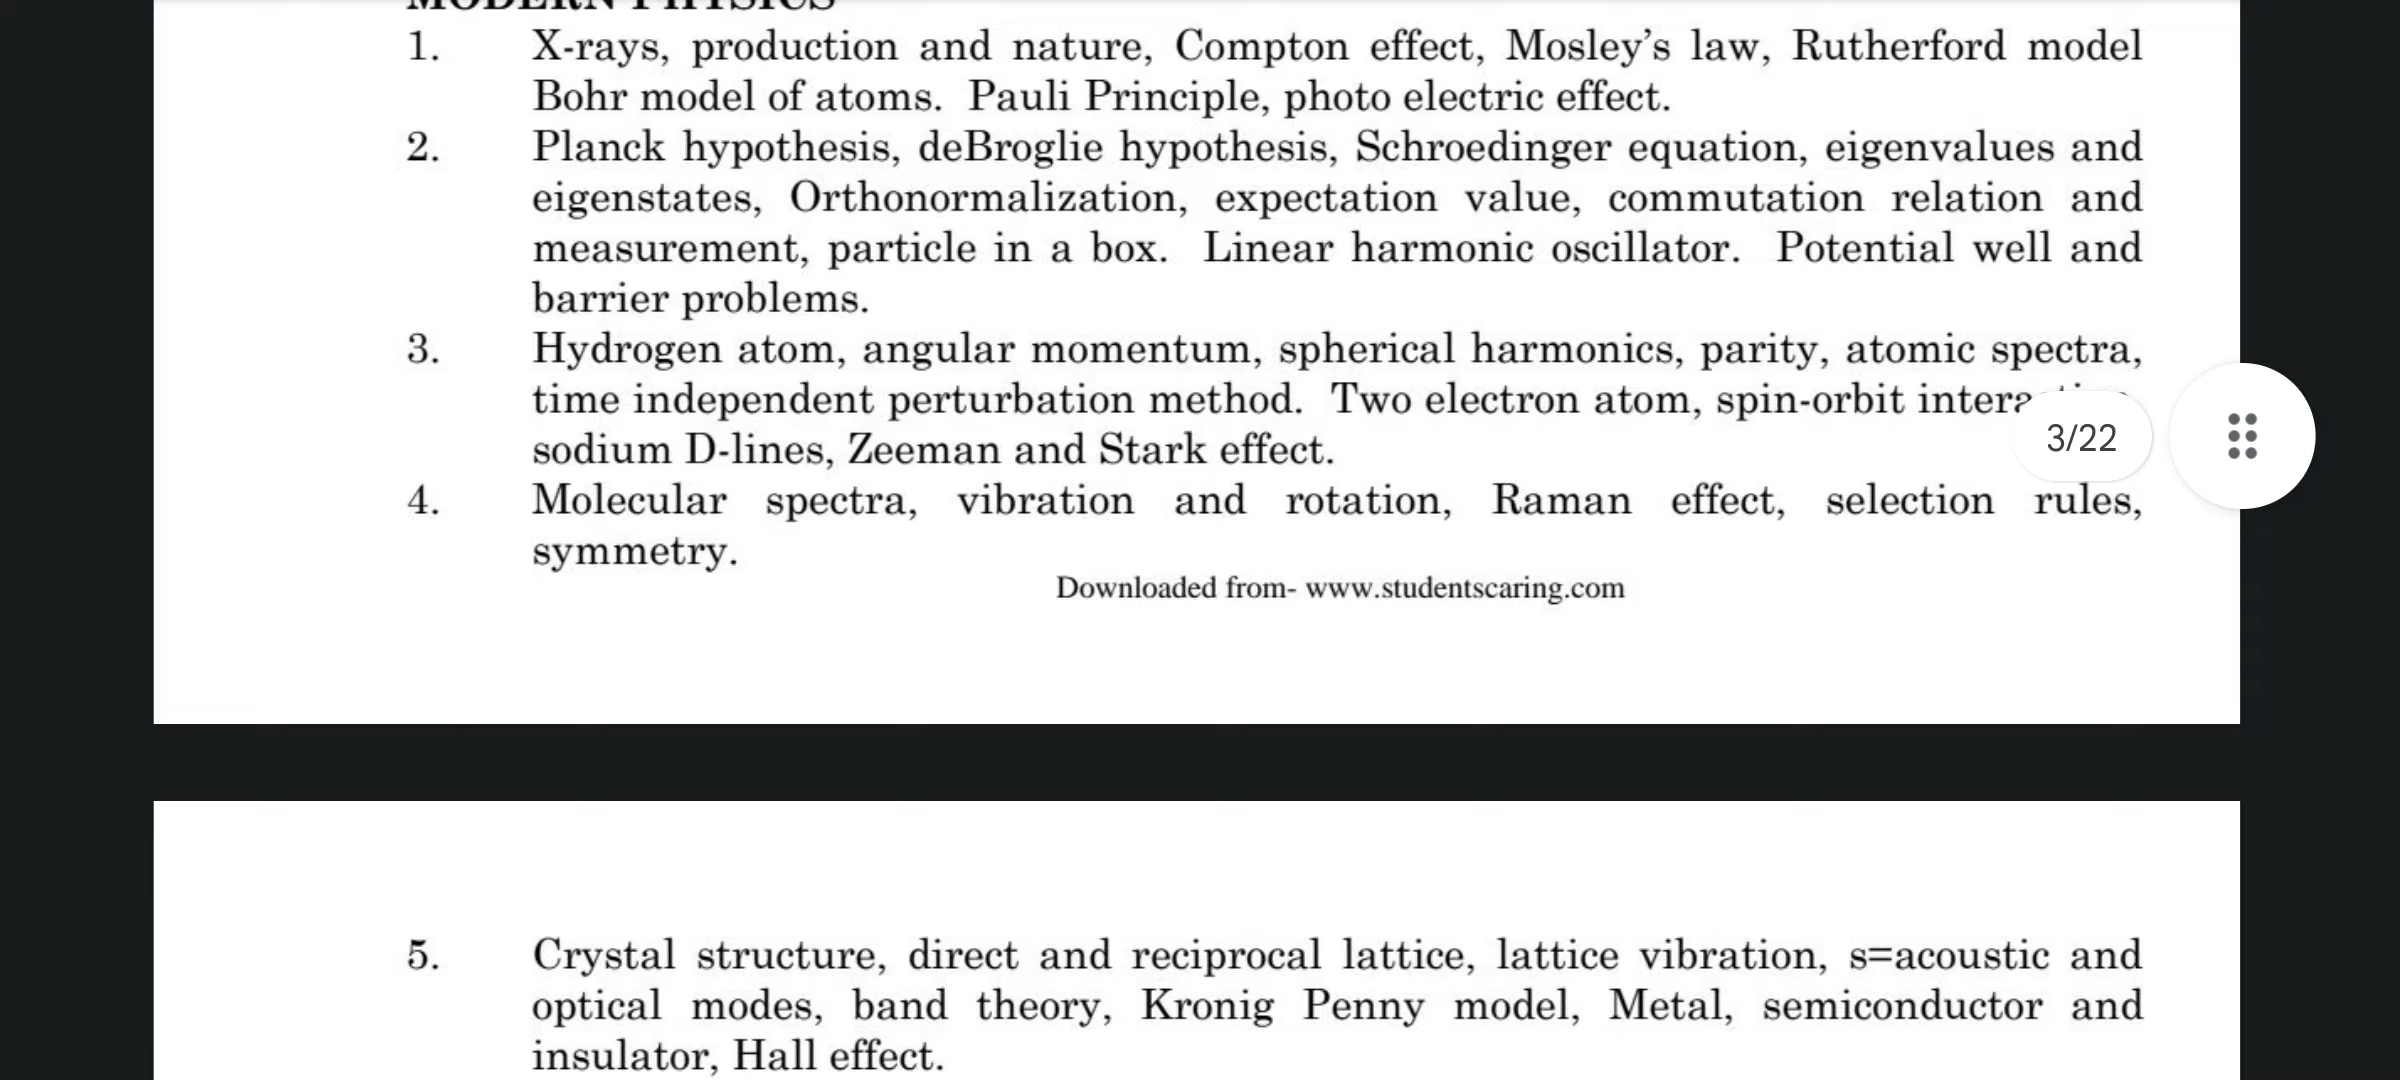 MODERN PHYSICS
1. X-rays, production and nature, Compton effect, Mosley's law, Rutherford model
Bohr model of atoms. Pauli Principle, photo electric effect.
2. Planck hypothesis, deBroglie hypothesis, Schroedinger equation, eigenvalues and
eigenstates, Orthonormalization, expectation value, commutation relation and
measurement, particle in a box. Linear harmonic oscillator. Potential well and
barrier problems.
3. Hydrogen atom, angular momentum, spherical harmonics, parity, atomic spectra,
time independent perturbation method. Two electron atom, spin-orbit
3/22
sodium D-lines, Zeeman and Stark effect.
4. Molecular spectra, vibration and rotation, Raman effect, selection rules,
symmetry.
Downloaded from- www.studentscaring.com
5. Crystal structure, direct and reciprocal lattice, lattice vibration, s=acoustic and
optical modes, band theory, Kronig Penny model, Metal, semiconductor and
insulator, Hall effect.